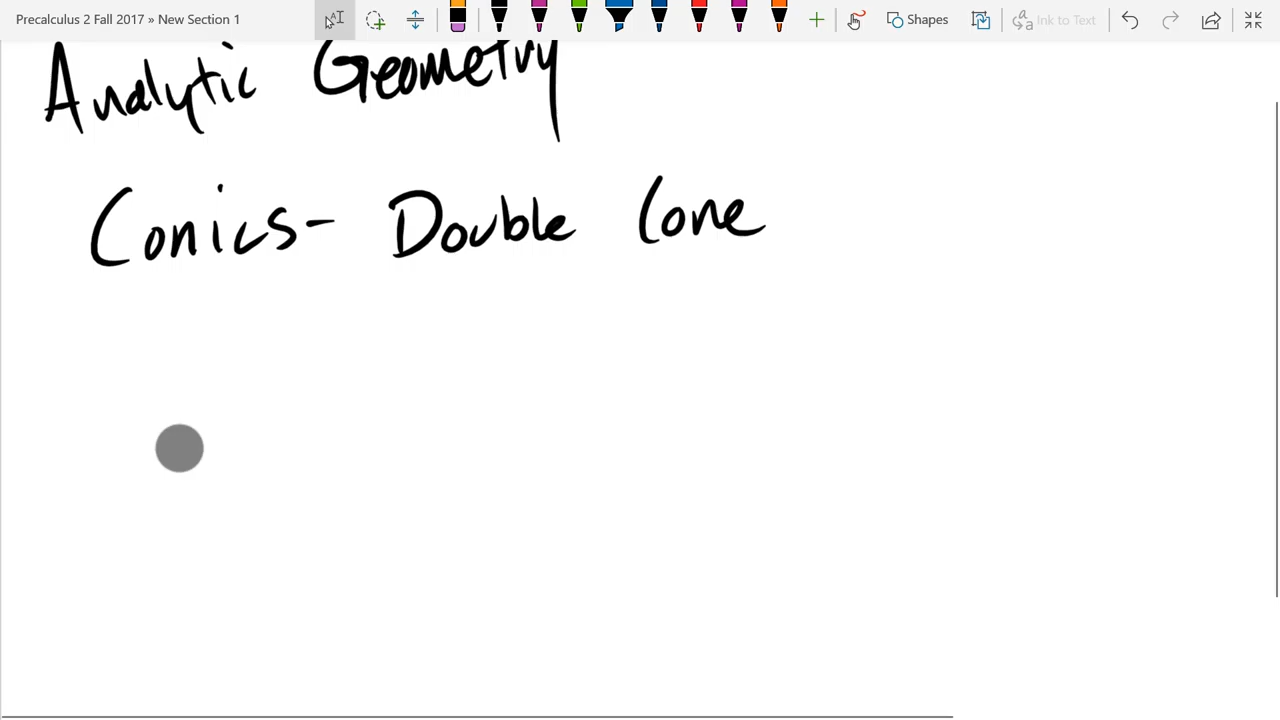 Precalculus 2 Fall 2017 » New Section 1
Shapes
Ink to Text
Analytic Geometry
Conics- Double Cone